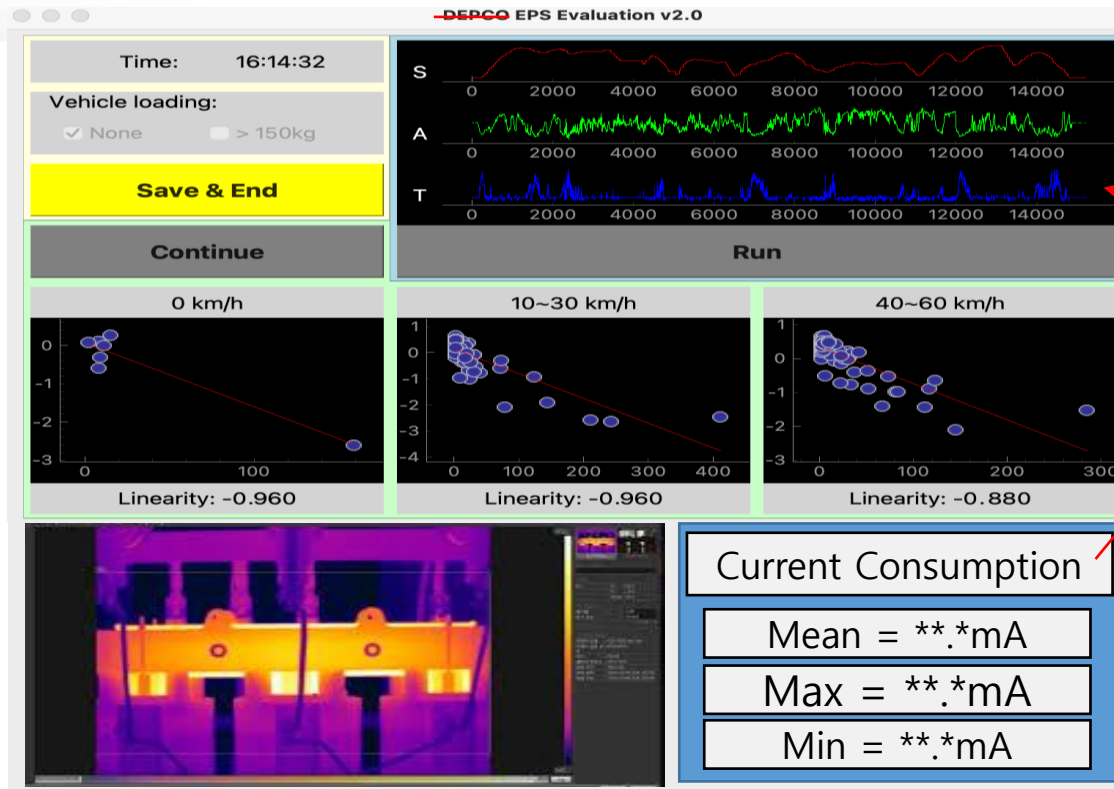 DEPCO EPS Evaluation v2.0
Time: 16:14:32
Vehicle loading:
None > 150kg
Save & End
Continue
S
0 2000 4000 6000 8000 10000 12000 14000
A
0 2000 4000 6000 8000 10000 12000 14000
T
0 2000 4000 6000 8000 10000 12000 14000
Run
0 km/h
0
-1
-2
-3
0 100
Linearity: -0.960
10~30 km/h
1
0
-1
-2
-3
-4
0 100 200 300 400
Linearity: -0.960
40~60 km/h
1
0
-1
-2
-3
0 100 200 300
Linearity: -0.880
Current Consumption
Mean = **.*mA
Max = **.*mA
Min = **.*mA